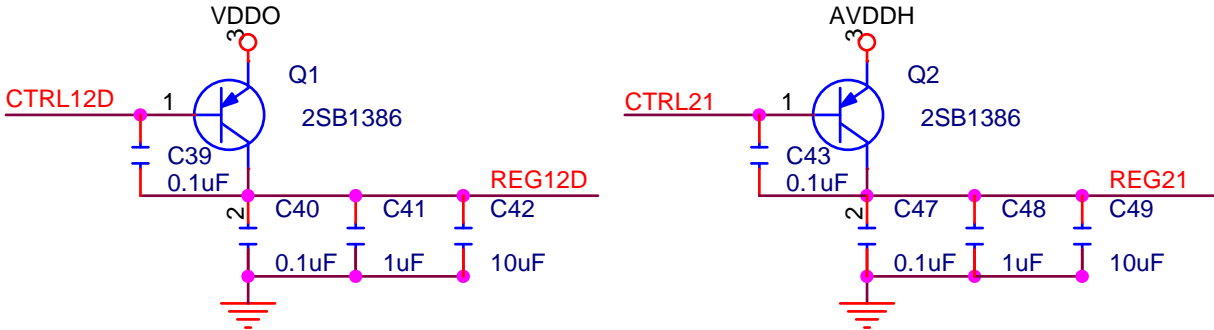 VDDO
3
Q1
CTRL12D
1
2SB1386
C39
0.1uF
REG12D
2
C40
C41
C42
0.1uF
1uF
10uF
AVDDH
3
Q2
CTRL21
1
2SB1386
C43
0.1uF
REG21
2
C47
C48
C49
0.1uF
1uF
10uF